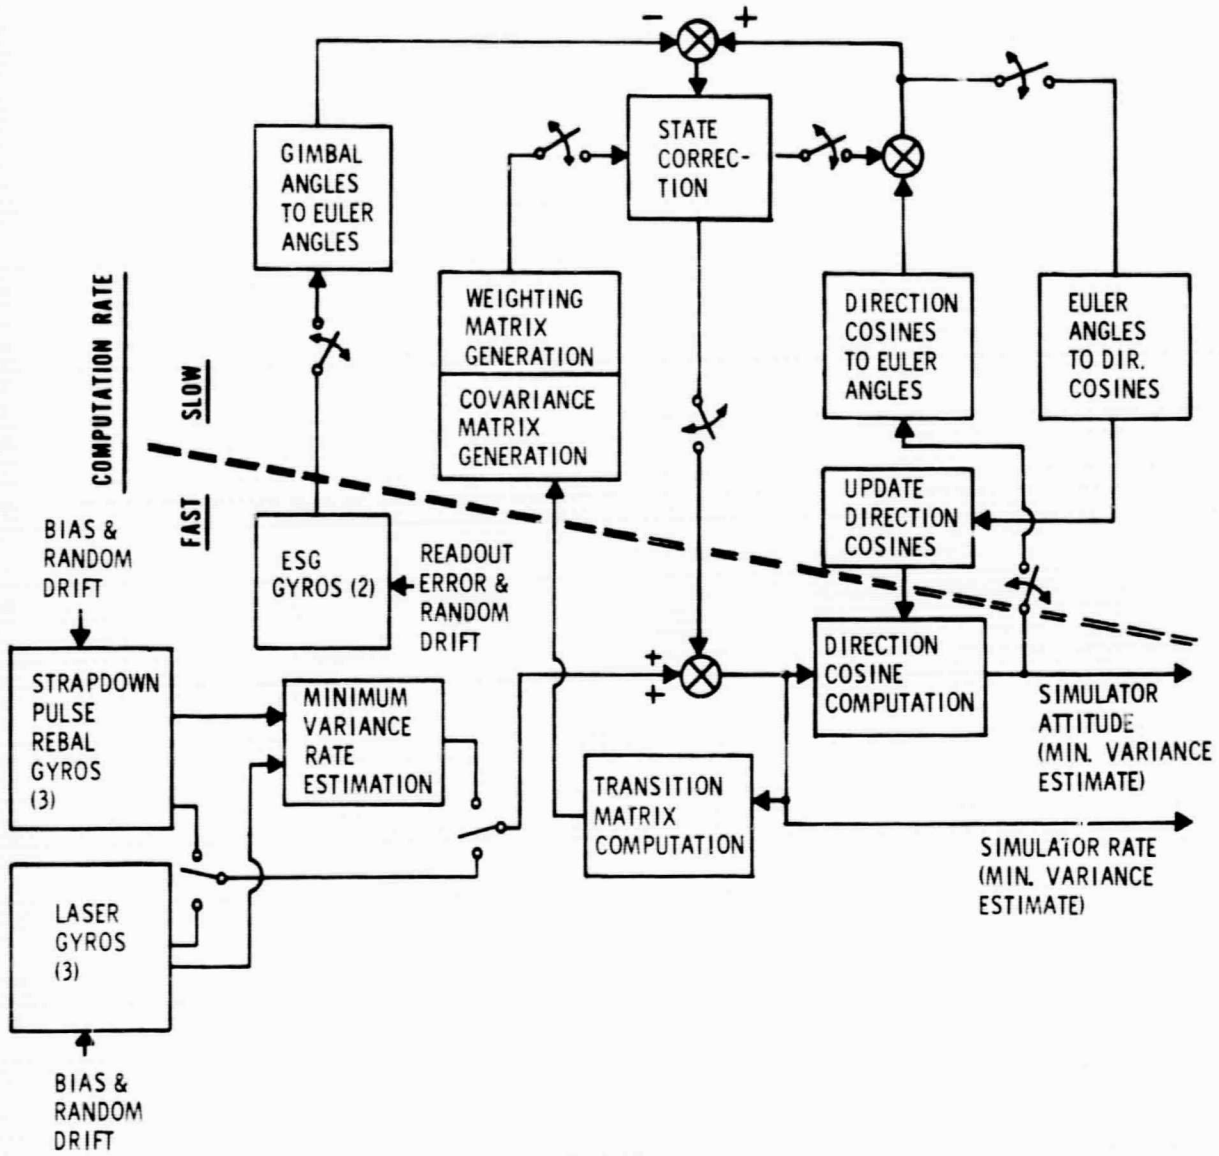 − +
GIMBAL
ANGLES
TO EULER
ANGLES
STATE
CORREC-
TION
COMPUTATION RATE
SLOW
FAST
WEIGHTING
MATRIX
GENERATION
COVARIANCE
MATRIX
GENERATION
DIRECTION
COSINES
TO EULER
ANGLES
EULER
ANGLES
TO DIR.
COSINES
UPDATE
DIRECTION
COSINES
BIAS &
RANDOM
DRIFT
ESG
GYROS (2)
READOUT
ERROR &
RANDOM
DRIFT
STRAPDOWN
PULSE
REBAL
GYROS
(3)
MINIMUM
VARIANCE
RATE
ESTIMATION
+
+
DIRECTION
COSINE
COMPUTATION
SIMULATOR
ATTITUDE
(MIN. VARIANCE
ESTIMATE)
TRANSITION
MATRIX
COMPUTATION
SIMULATOR RATE
(MIN. VARIANCE
ESTIMATE)
LASER
GYROS
(3)
BIAS &
RANDOM
DRIFT